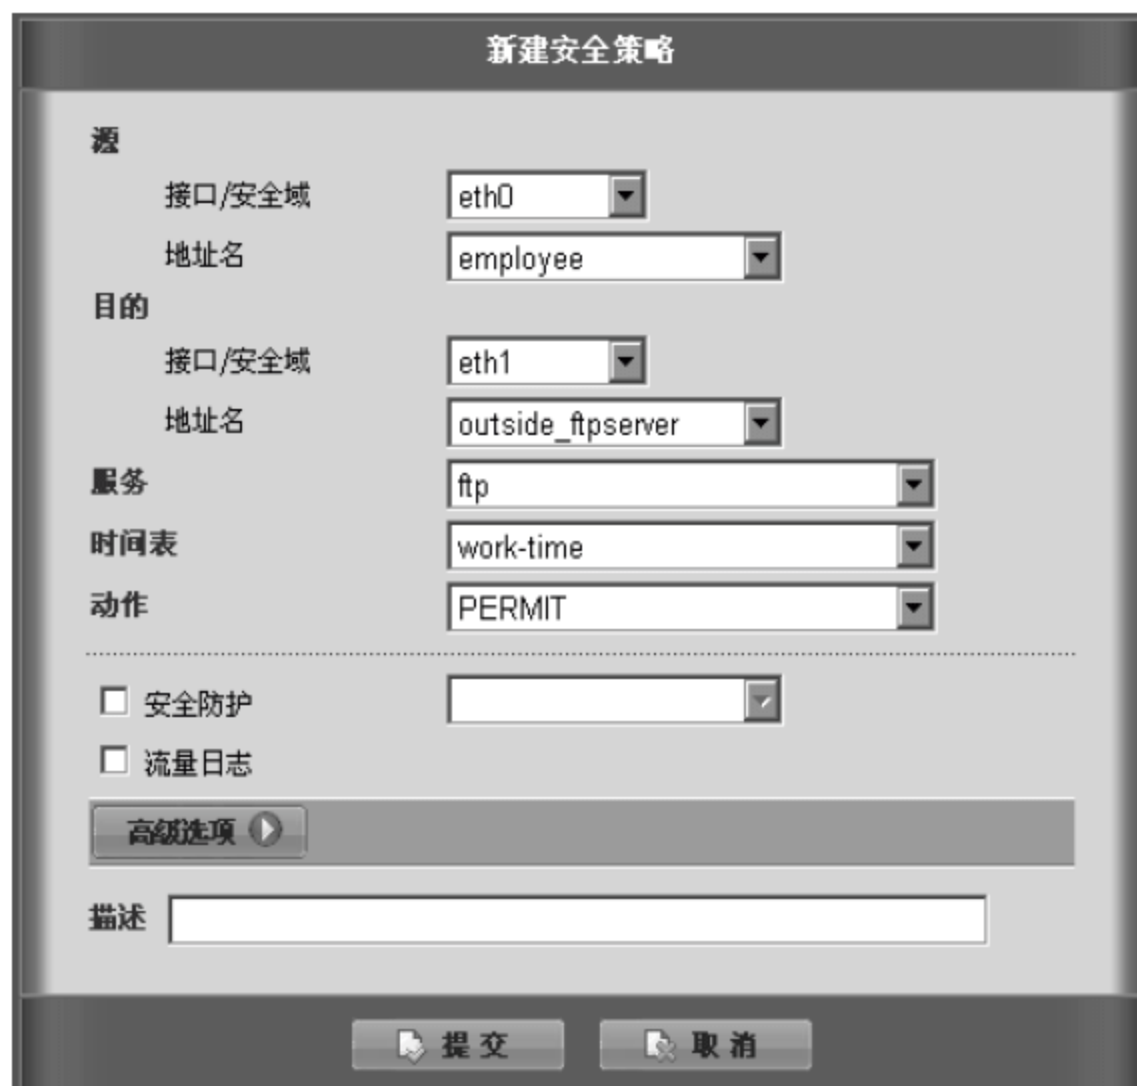 新建安全策略
源
接口/安全域 eth0
地址名 employee
目的
接口/安全域 eth1
地址名 outside_ftpserver
服务 ftp
时间表 work-time
动作 PERMIT
安全防护
流量日志
高级选项
描述
提交 取消